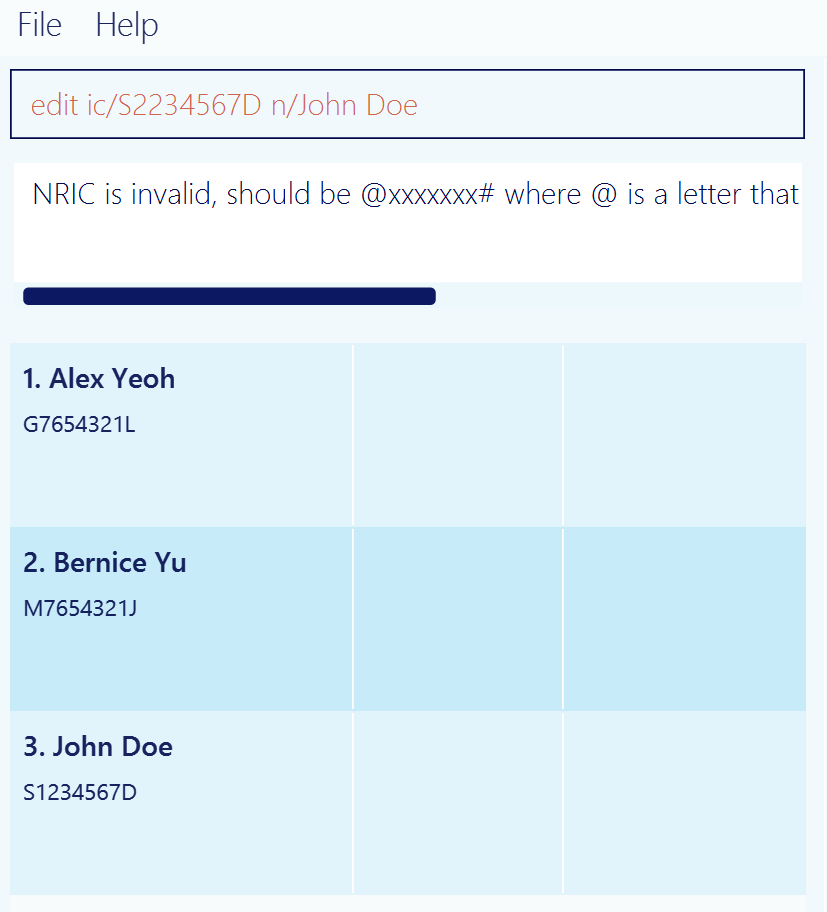 File Help
edit ic/S2234567D n/John Doe
NRIC is invalid, should be @xxxxxxx# where @ is a letter that
1. Alex Yeoh
G7654321L
2. Bernice Yu
M7654321J
3. John Doe
S1234567D